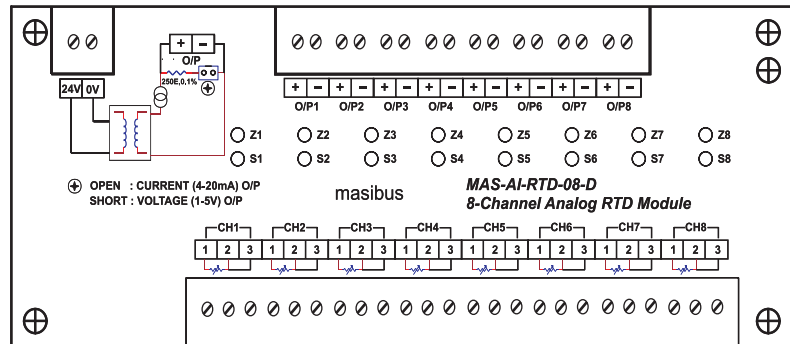 + −
O/P
250E,0.1%
24V 0V
+ − + − + − + − + − + − + − + −
O/P1 O/P2 O/P3 O/P4 O/P5 O/P6 O/P7 O/P8
Z1 Z2 Z3 Z4 Z5 Z6 Z7 Z8
S1 S2 S3 S4 S5 S6 S7 S8
OPEN : CURRENT (4-20mA) O/P
SHORT : VOLTAGE (1-5V) O/P
masibus
MAS-AI-RTD-08-D
8-Channel Analog RTD Module
CH1 CH2 CH3 CH4 CH5 CH6 CH7 CH8
1 2 3 1 2 3 1 2 3 1 2 3 1 2 3 1 2 3 1 2 3 1 2 3